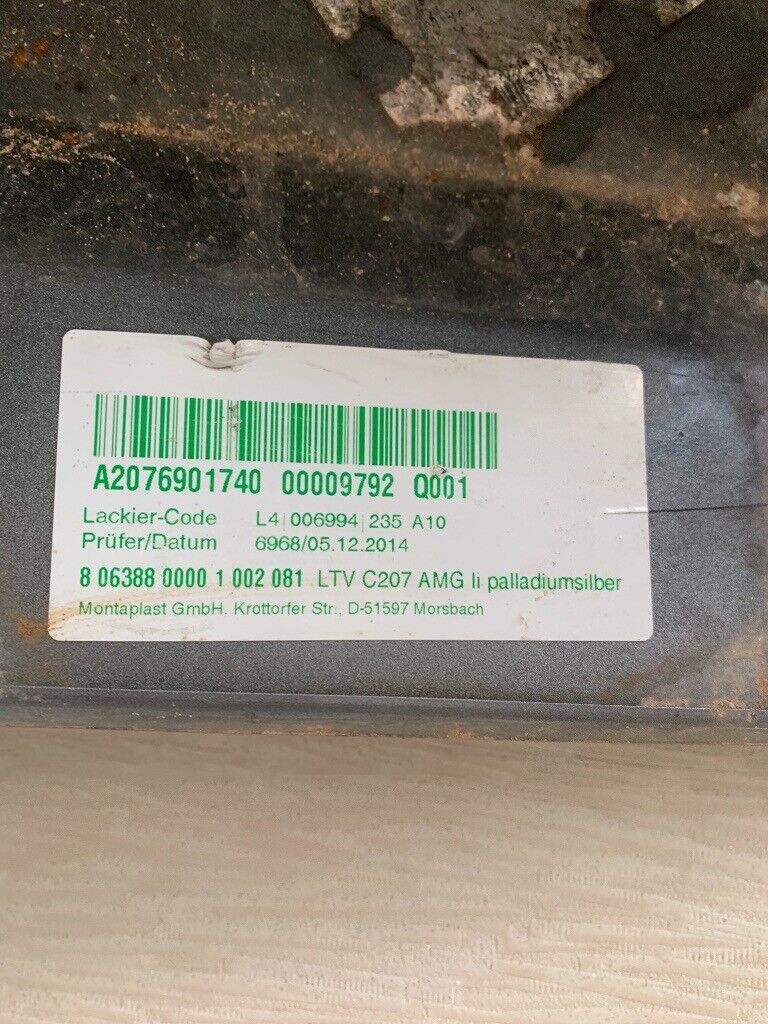 A2076901740 00009792 Q001
Lackier-Code L4|006994|235 A10
Prüfer/Datum 6968/05.12.2014
8 06388 0000 1 002 081 LTV C207 AMG li palladiumsilber
Montaplast GmbH. Krottorfer Str., D-51597 Morsbach